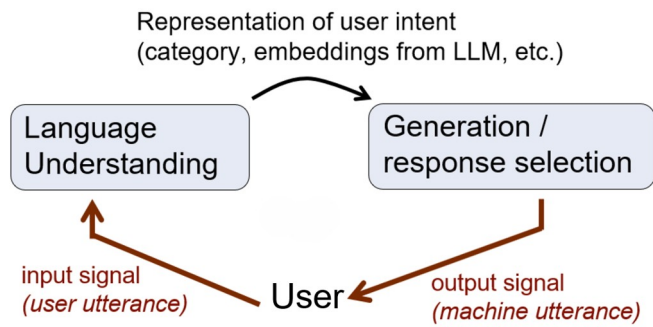 Representation of user intent
(category, embeddings from LLM, etc.)
Language
Understanding
Generation /
response selection
input signal
(user utterance)
User
output signal
(machine utterance)